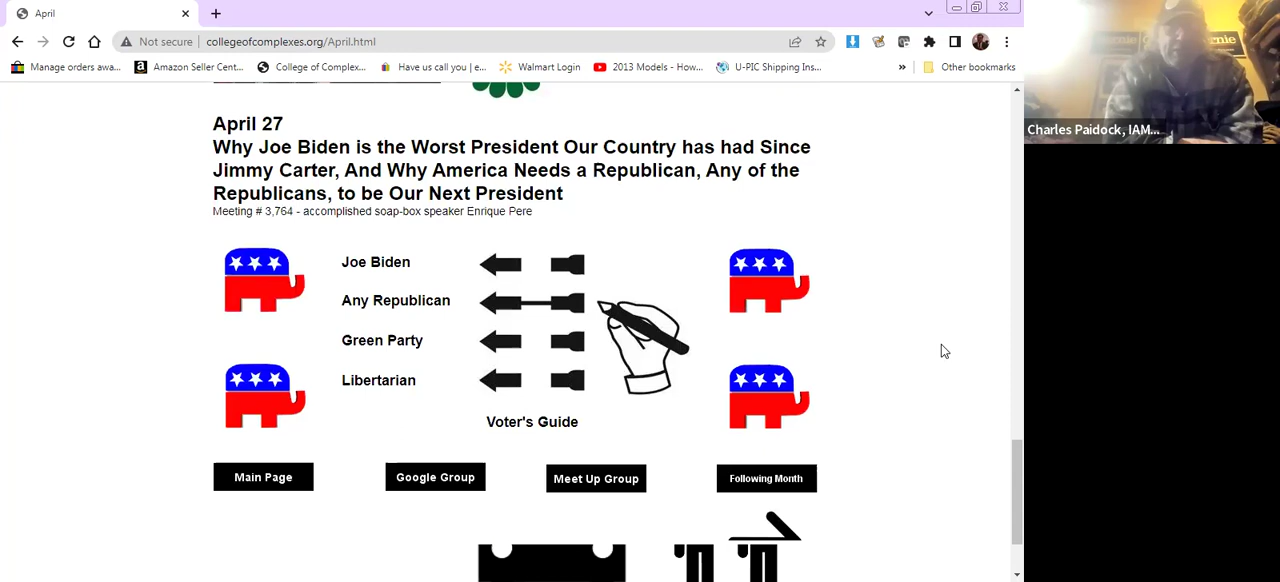 April
Not secure
collegeofcomplexes.org/April.html
Manage orders awa...
Amazon Seller Cent...
College of Complex...
Have us call you | e...
Walmart Login
2013 Models - How...
U-PIC Shipping Ins...
»
Other bookmarks
Charles Paidock, IAM...
April 27
Why Joe Biden is the Worst President Our Country has had Since
Jimmy Carter, And Why America Needs a Republican, Any of the
Republicans, to be Our Next President
Meeting # 3,764 - accomplished soap-box speaker Enrique Pere
Joe Biden
Any Republican
Green Party
Libertarian
Voter's Guide
Main Page
Google Group
Meet Up Group
Following Month